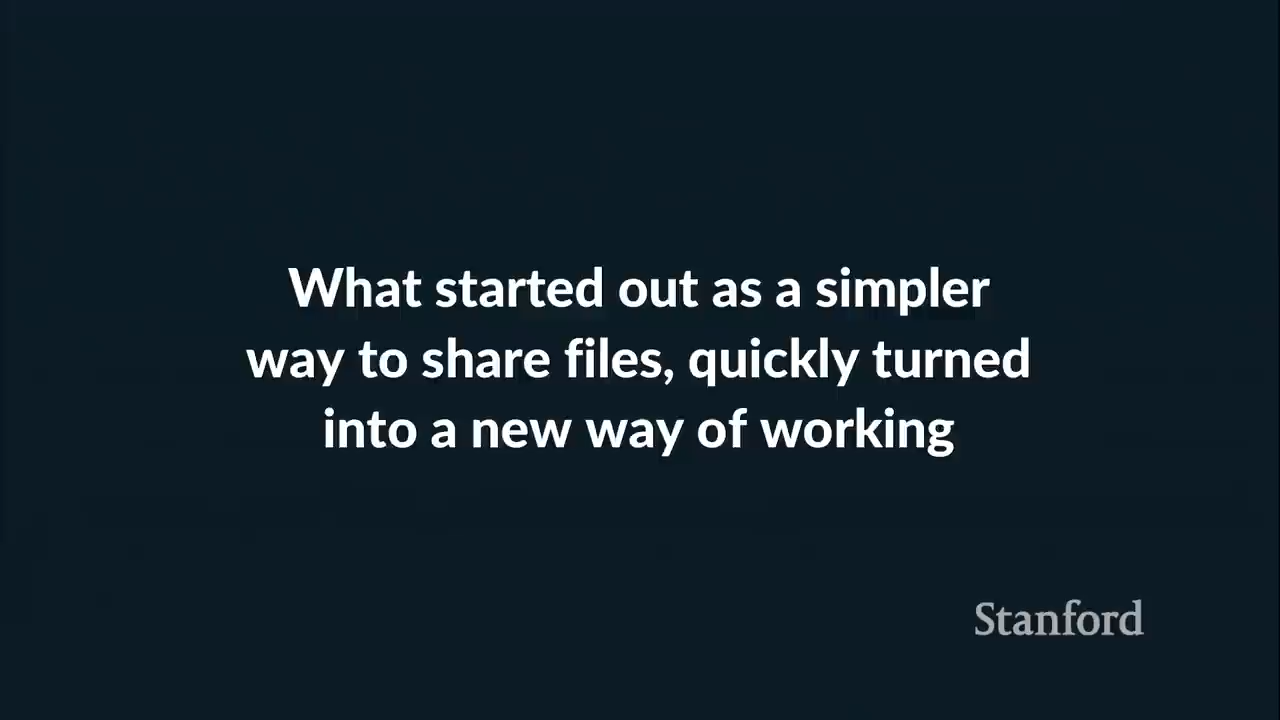 What started out as a simpler
way to share files, quickly turned
into a new way of working
Stanford